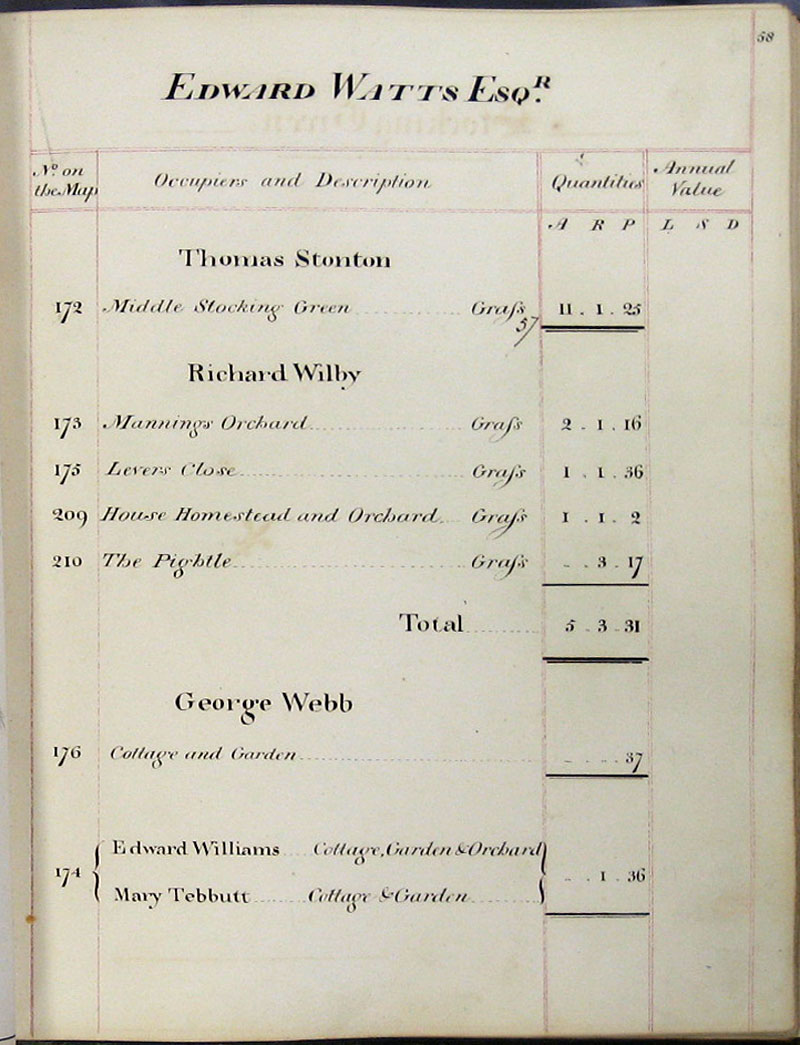 58
EDWARD WATTS ESQR.
No. on the Map Occupiers and Description Quantities Annual Value
A R P L S D
Thomas Stonton
172 Middle Stocking Green Graſs 11 . 1 . 25
57
Richard Wilby
173 Mannings Orchard Graſs 2 . 1 . 16
175 Levers Close Graſs 1 . 1 . 36
209 House Homestead and Orchard Graſs 1 . 1 . 2
210 The Pightle Graſs - . 3 . 17
Total 5 . 3 . 31
George Webb
176 Cottage and Garden - . - . 37
Edward Williams Cottage, Garden & Orchard
174 - . 1 . 36
Mary Tebbutt Cottage & Garden